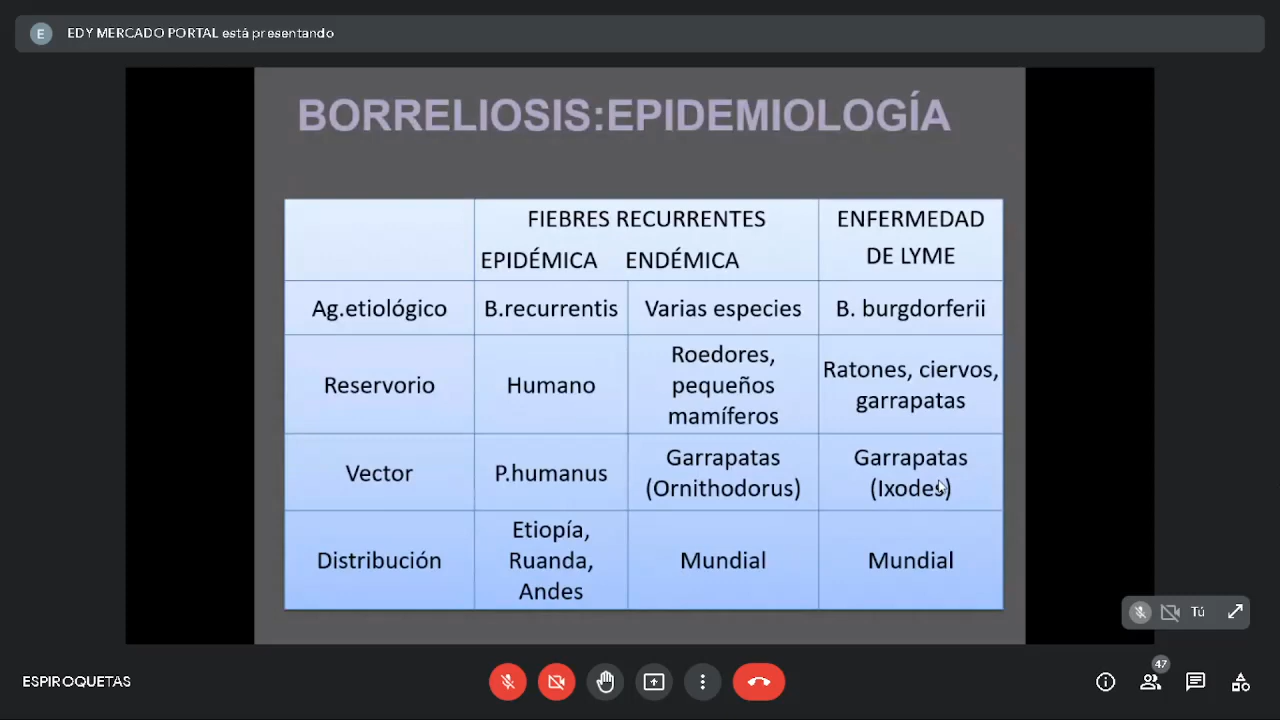 E
EDY MERCADO PORTAL está presentando
BORRELIOSIS:EPIDEMIOLOGÍA
FIEBRES RECURRENTES
EPIDÉMICA ENDÉMICA
ENFERMEDAD
DE LYME
Ag.etiológico
B.recurrentis
Varias especies
B. burgdorferii
Reservorio
Humano
Roedores,
pequeños
mamíferos
Ratones, ciervos,
garrapatas
Vector
P.humanus
Garrapatas
(Ornithodorus)
Garrapatas
(Ixodes)
Distribución
Etiopía,
Ruanda,
Andes
Mundial
Mundial
Tú
ESPIROQUETAS
47